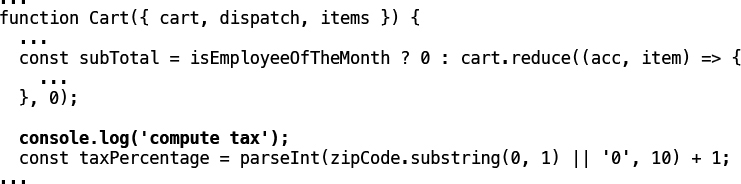 ...
function Cart({ cart, dispatch, items }) {
  ...
  const subTotal = isEmployeeOfTheMonth ? 0 : cart.reduce((acc, item) => {
    ...
  }, 0);

  console.log('compute tax');
  const taxPercentage = parseInt(zipCode.substring(0, 1) || '0', 10) + 1;
...